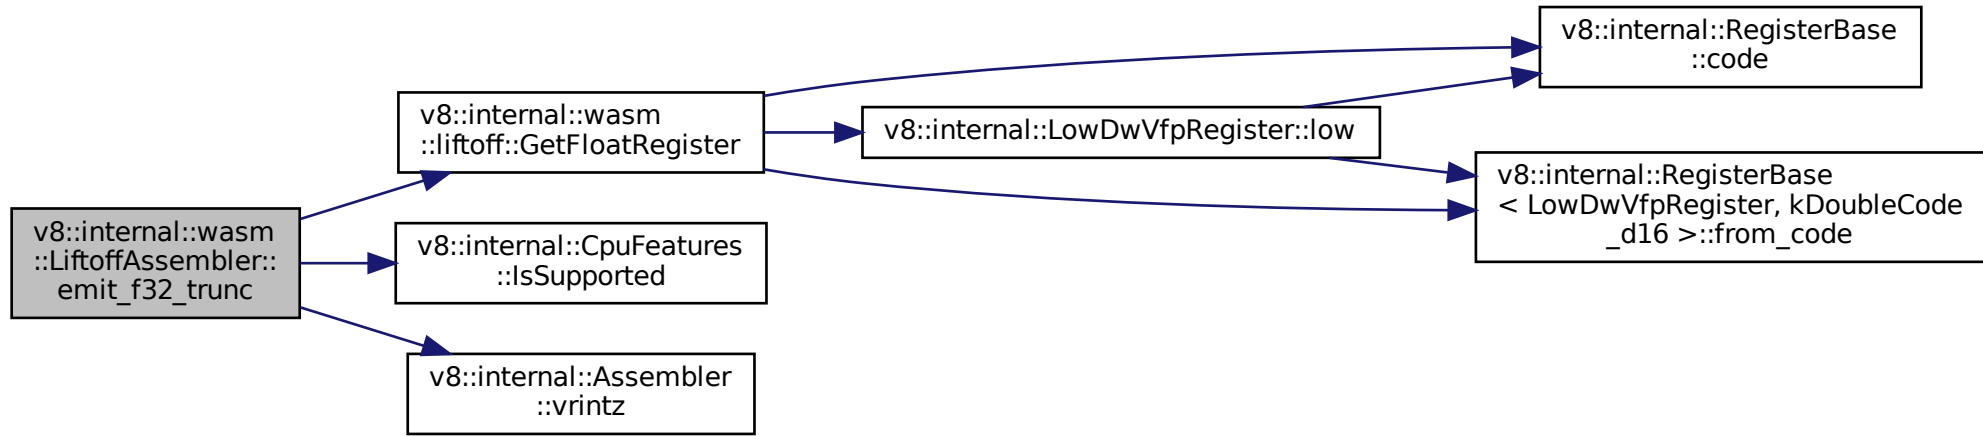 v8::internal::wasm
::LiftoffAssembler::
emit_f32_trunc
v8::internal::wasm
::liftoff::GetFloatRegister
v8::internal::CpuFeatures
::IsSupported
v8::internal::Assembler
::vrintz
v8::internal::LowDwVfpRegister::low
v8::internal::RegisterBase
::code
v8::internal::RegisterBase
< LowDwVfpRegister, kDoubleCode
_d16 >::from_code